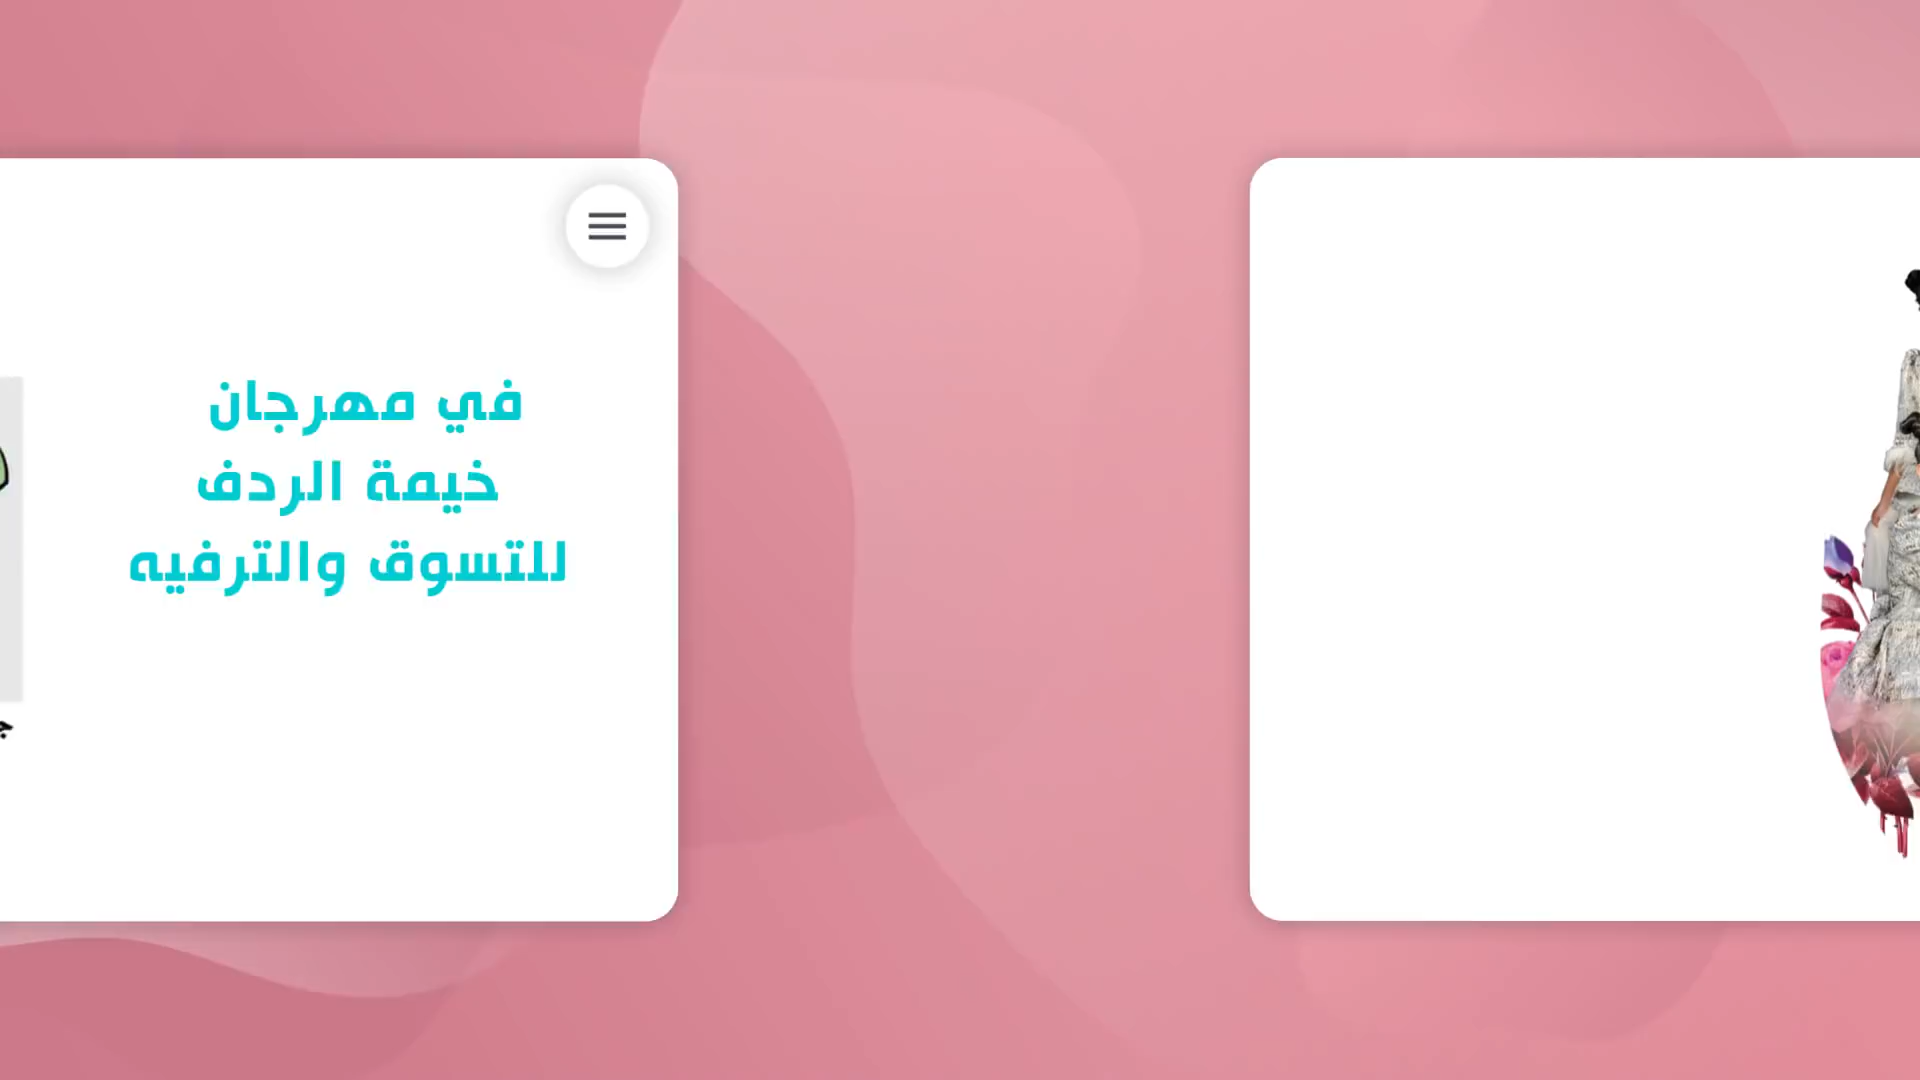 في مهرجان
خيمة الردف
للتسوق والترفيه